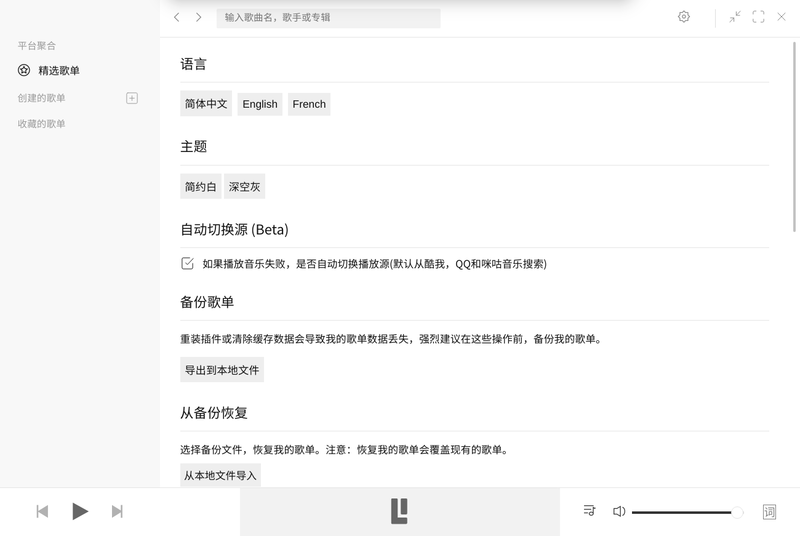 输入歌曲名，歌手或专辑
平台聚合
精选歌单
创建的歌单
收藏的歌单
语言
简体中文 English French
主题
简约白 深空灰
自动切换源 (Beta)
如果播放音乐失败，是否自动切换播放源(默认从酷我，QQ和咪咕音乐搜索)
备份歌单
重装插件或清除缓存数据会导致我的歌单数据丢失，强烈建议在这些操作前，备份我的歌单。
导出到本地文件
从备份恢复
选择备份文件，恢复我的歌单。注意：恢复我的歌单会覆盖现有的歌单。
从本地文件导入
词